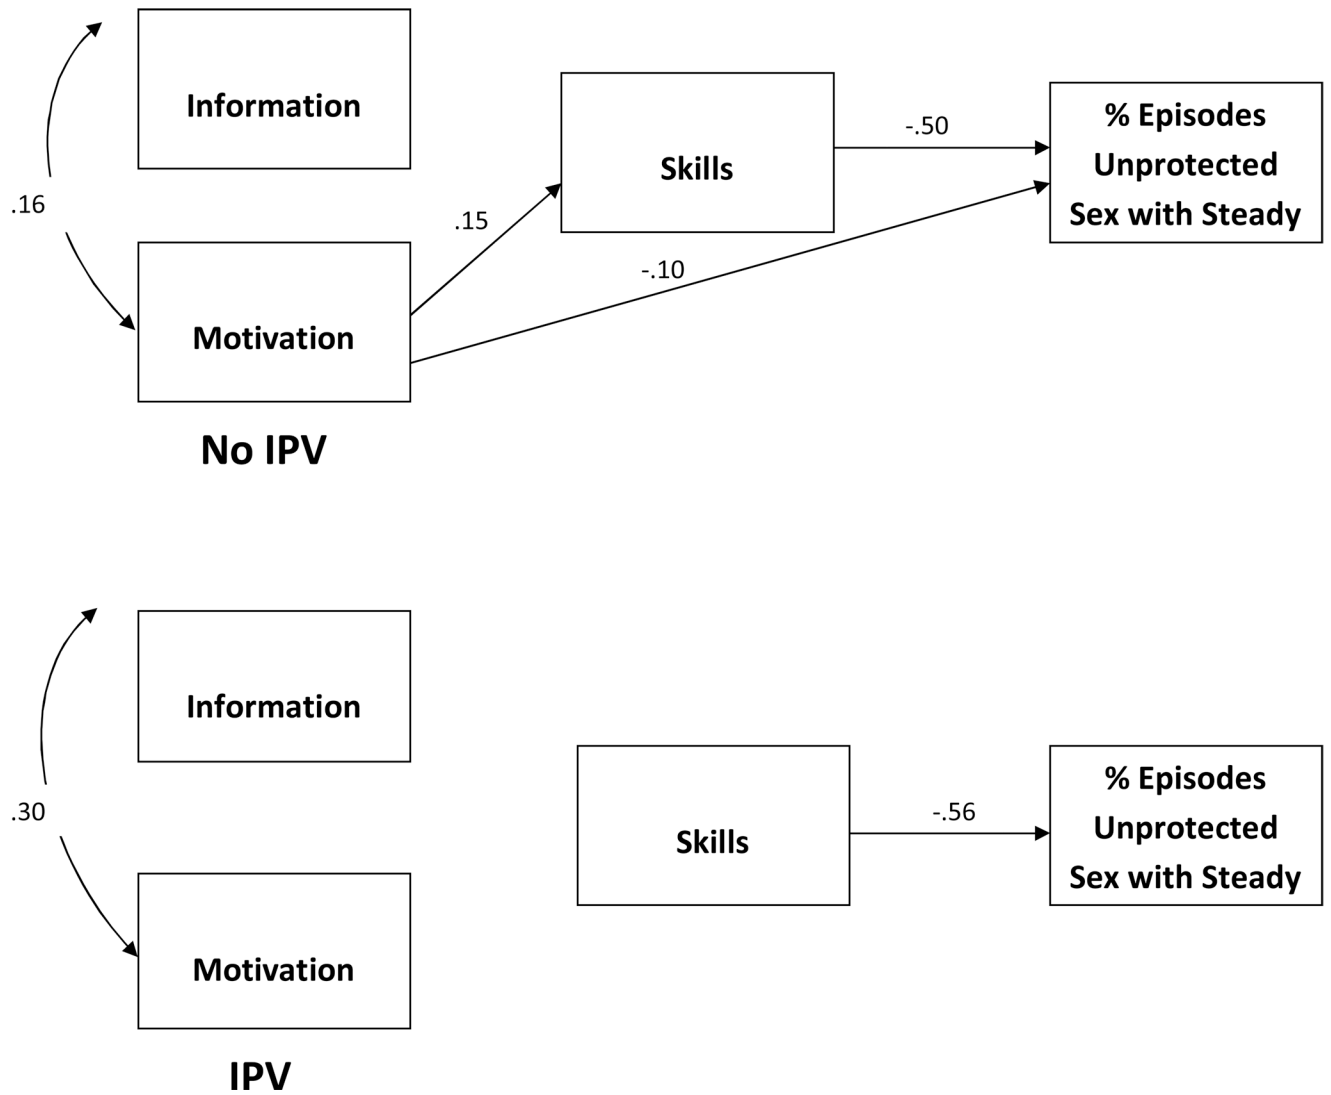 Information
.16
Motivation
.15
-.10
Skills
-.50
% Episodes
Unprotected
Sex with Steady
No IPV
Information
.30
Motivation
Skills
-.56
% Episodes
Unprotected
Sex with Steady
IPV